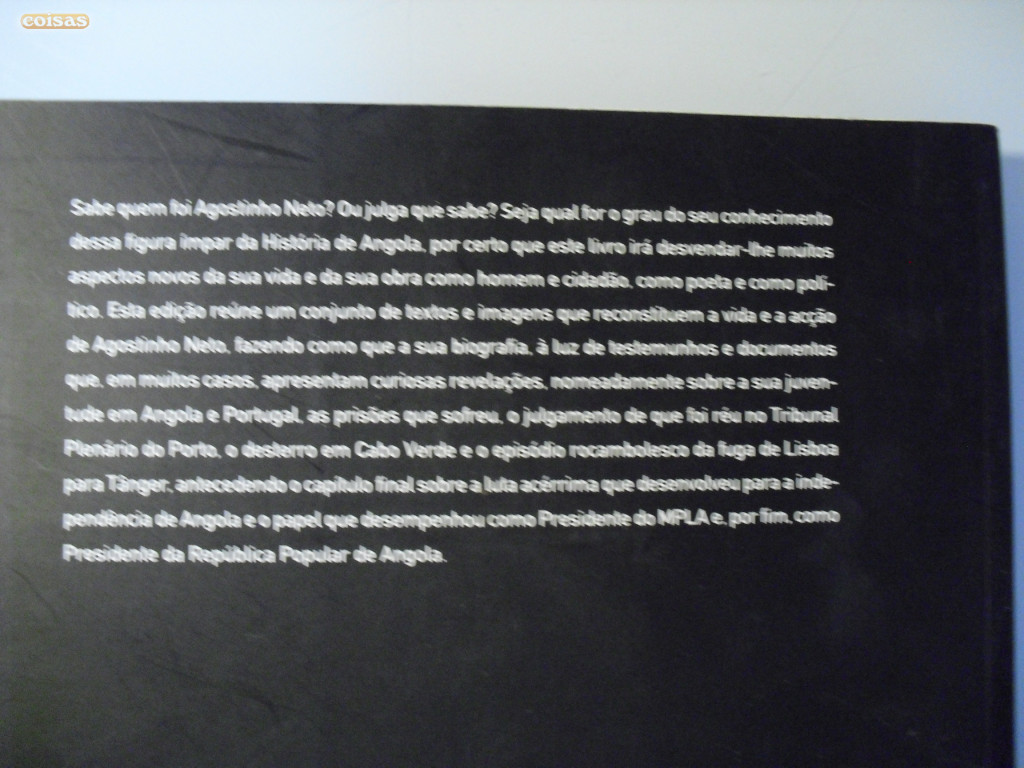 coisas
Sabe quem foi Agostinho Neto? Ou julga que sabe? Seja qual for o grau do seu conhecimento
dessa figura ímpar da História de Angola, por certo que este livro irá desvendar-lhe muitos
aspectos novos da sua vida e da sua obra como homem e cidadão, como poeta e como polí-
tico. Esta edição reúne um conjunto de textos e imagens que reconstituem a vida e a acção
de Agostinho Neto, fazendo como que a sua biografia, à luz de testemunhos e documentos
que, em muitos casos, apresentam curiosas revelações, nomeadamente sobre a sua juven-
tude em Angola e Portugal, as prisões que sofreu, o julgamento de que foi réu no Tribunal
Plenário do Porto, o desterro em Cabo Verde e o episódio rocambolesco da fuga de Lisboa
para Tânger, antecedendo o capítulo final sobre a luta acérrima que desenvolveu para a inde-
pendência de Angola e o papel que desempenhou como Presidente do MPLA e, por fim, como
Presidente da República Popular de Angola.